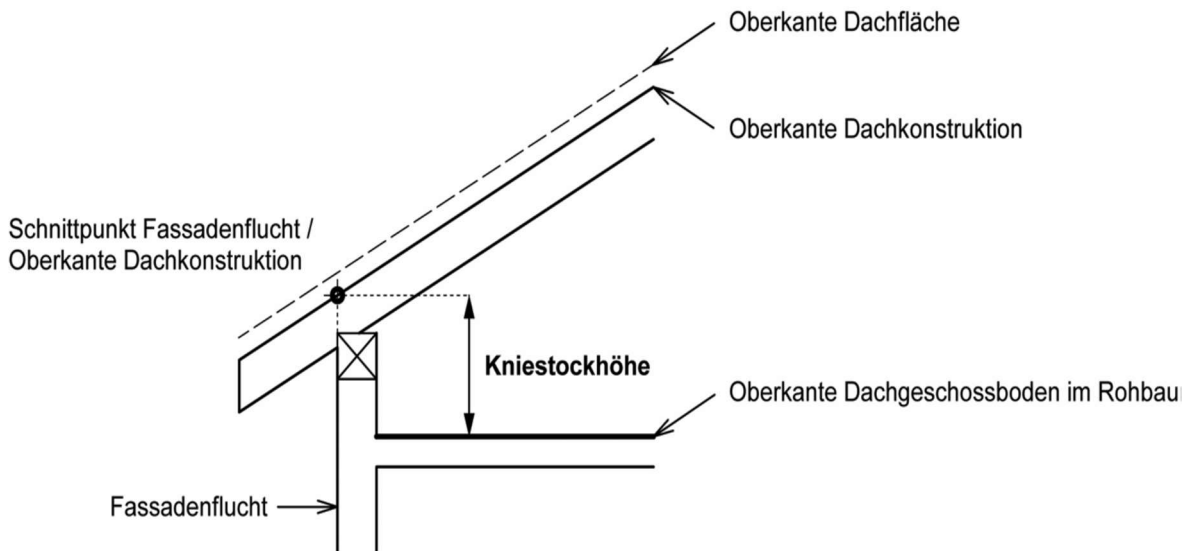 Oberkante Dachfläche
Oberkante Dachkonstruktion
Schnittpunkt Fassadenflucht /
Oberkante Dachkonstruktion
Kniestockhöhe
Oberkante Dachgeschossboden im Rohbau
Fassadenflucht